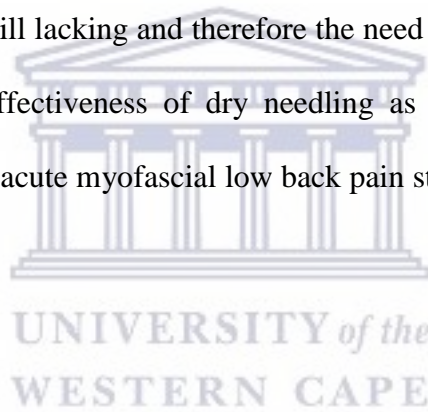 ill lacking and therefore the need
ffectiveness of dry needling as
acute myofascial low back pain st
UNIVERSITY of the
WESTERN CAPE